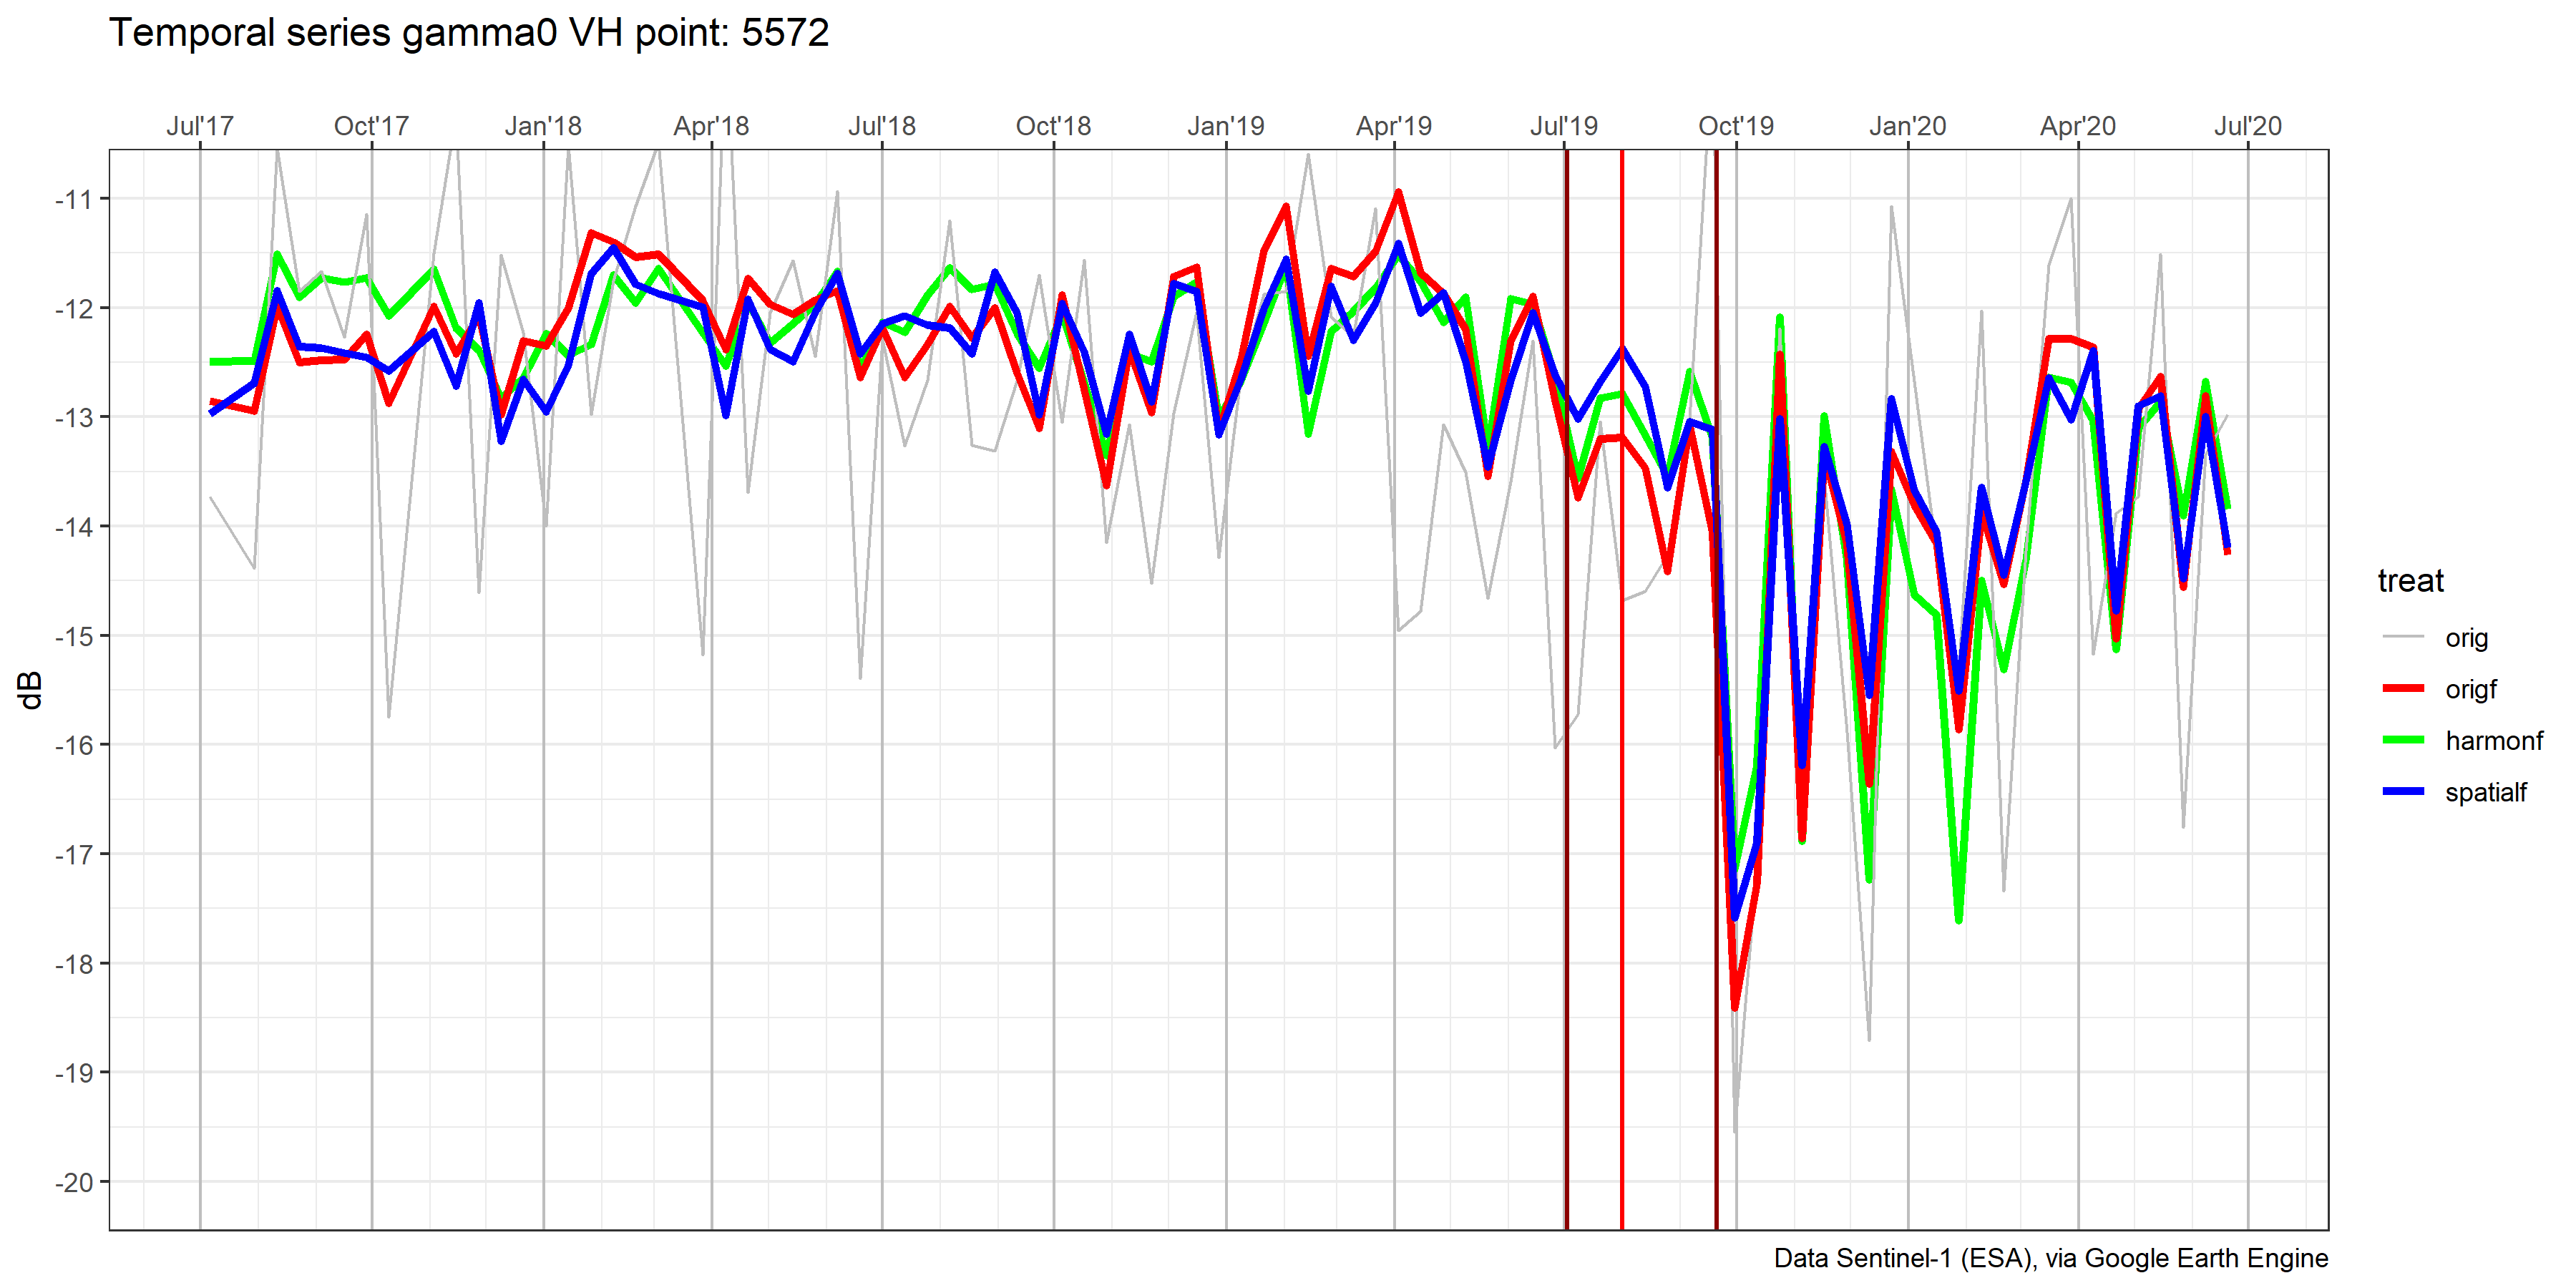 Temporal series gamma0 VH point: 5572
Jul'17 Oct'17 Jan'18 Apr'18 Jul'18 Oct'18 Jan'19 Apr'19 Jul'19 Oct'19 Jan'20 Apr'20 Jul'20
-11
-12
-13
-14
-15
-16
-17
-18
-19
-20
dB
treat
orig
origf
harmonf
spatialf
Data Sentinel-1 (ESA), via Google Earth Engine